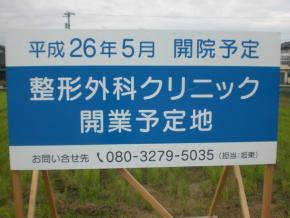 平成26年5月 開院予定
整形外科クリニック
開業予定地
お問い合せ先 080-3279-5035 (担当:坂東)